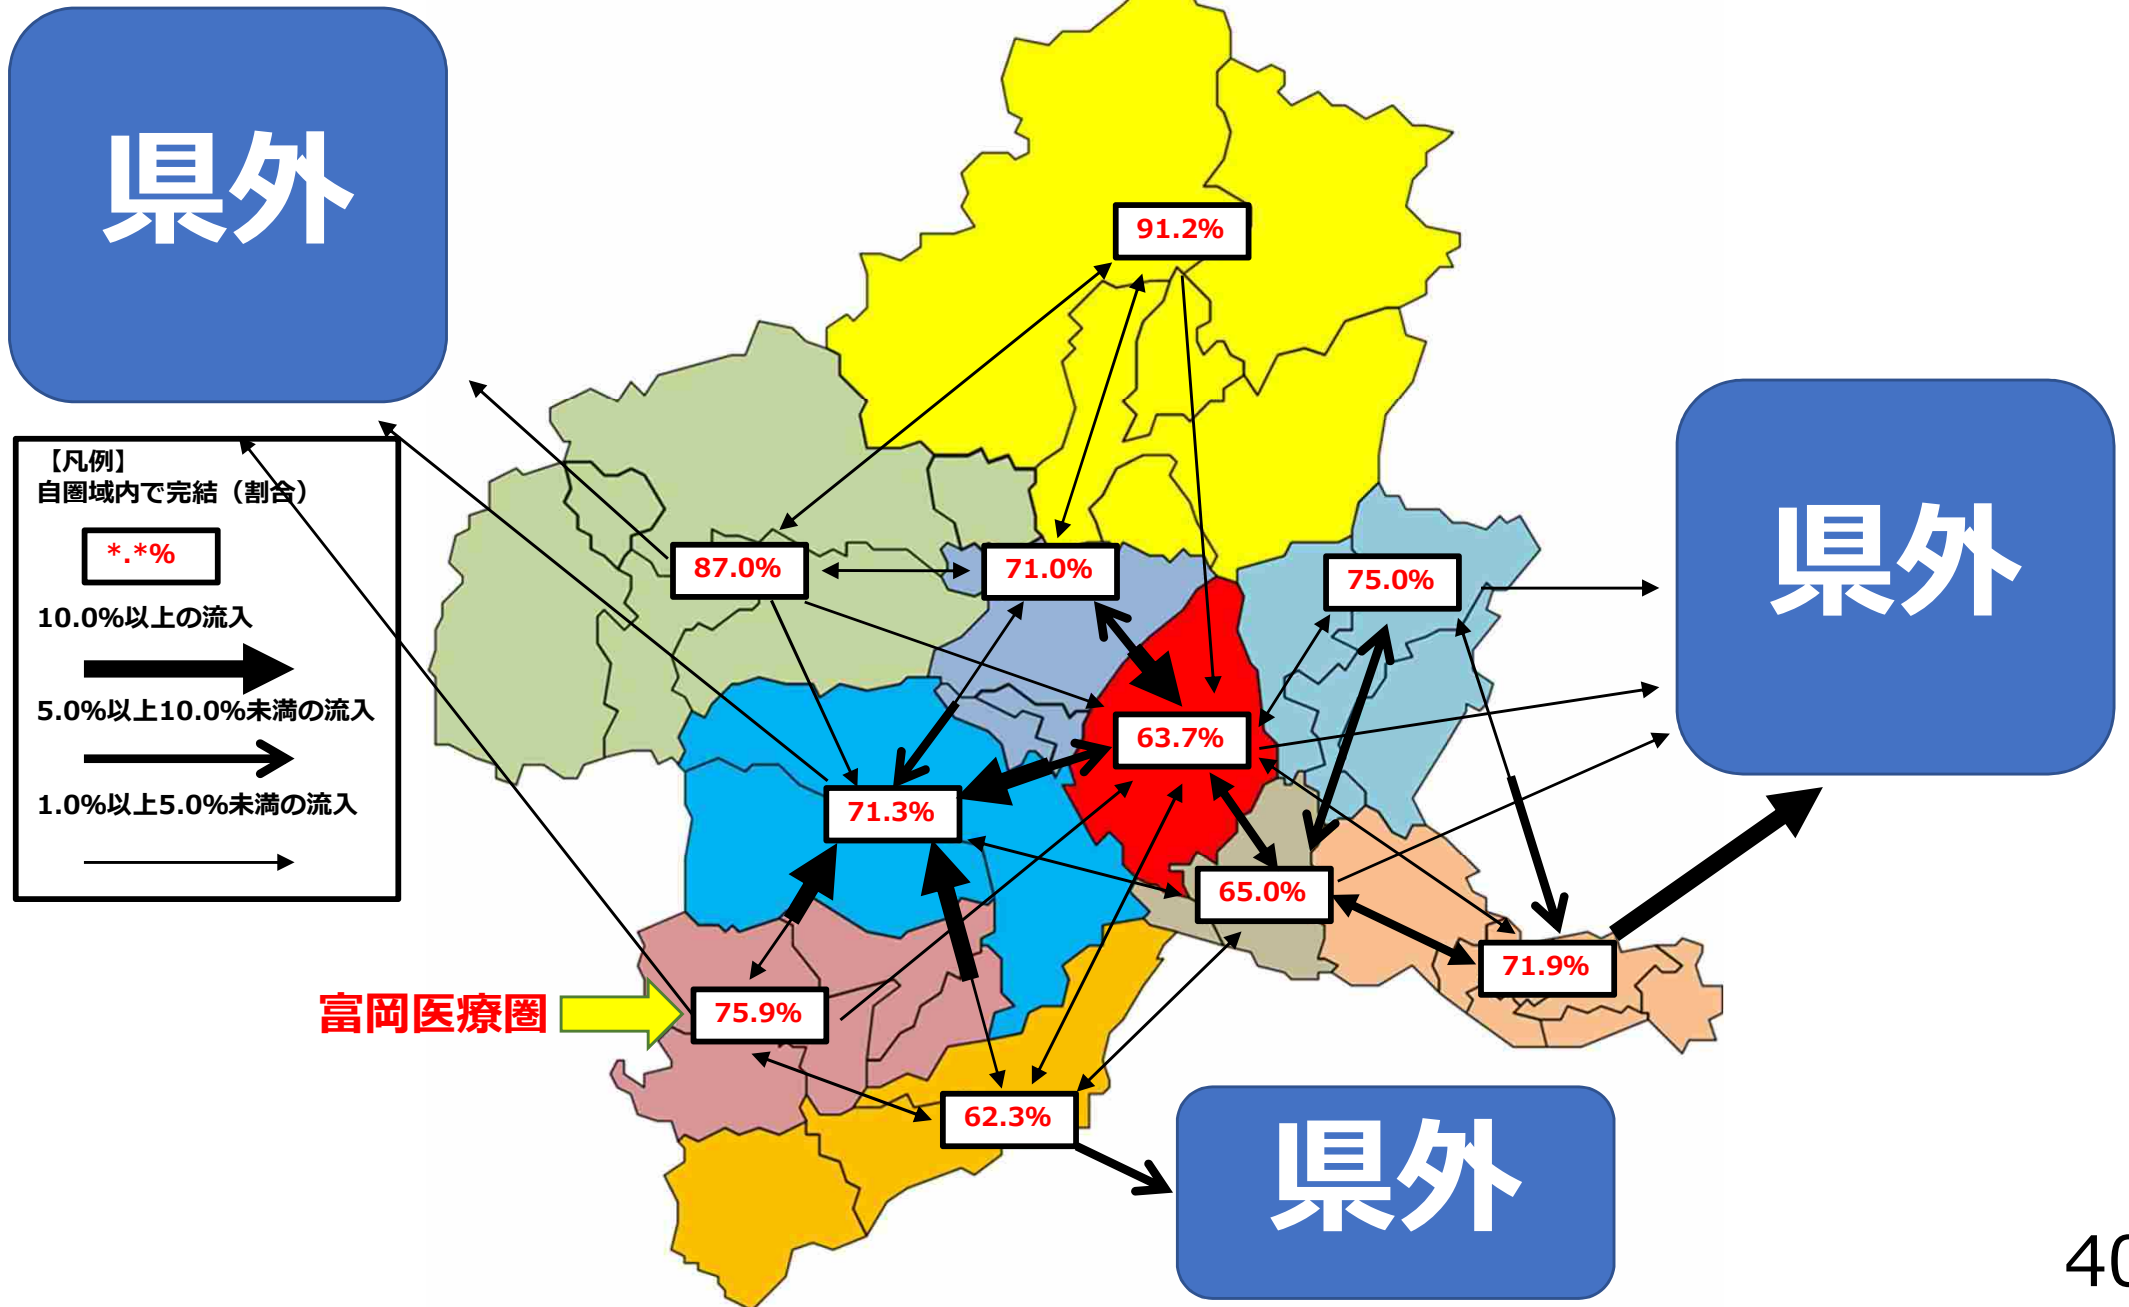 県外
【凡例】
自圏域内で完結（割合）
*.*%
10.0%以上の流入
5.0%以上10.0%未満の流入
1.0%以上5.0%未満の流入
91.2%
87.0%
71.0%
75.0%
県外
63.7%
71.3%
65.0%
71.9%
富岡医療圏
75.9%
62.3%
県外
40